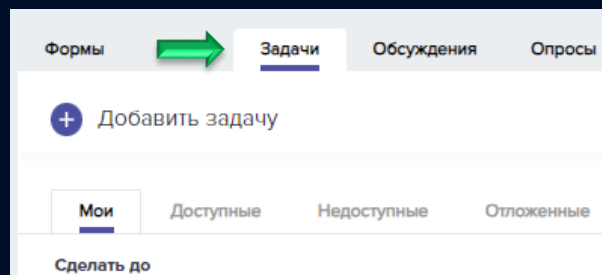 Формы Задачи Обсуждения Опросы
Добавить задачу
Мои Доступные Недоступные Отложенные
Сделать до